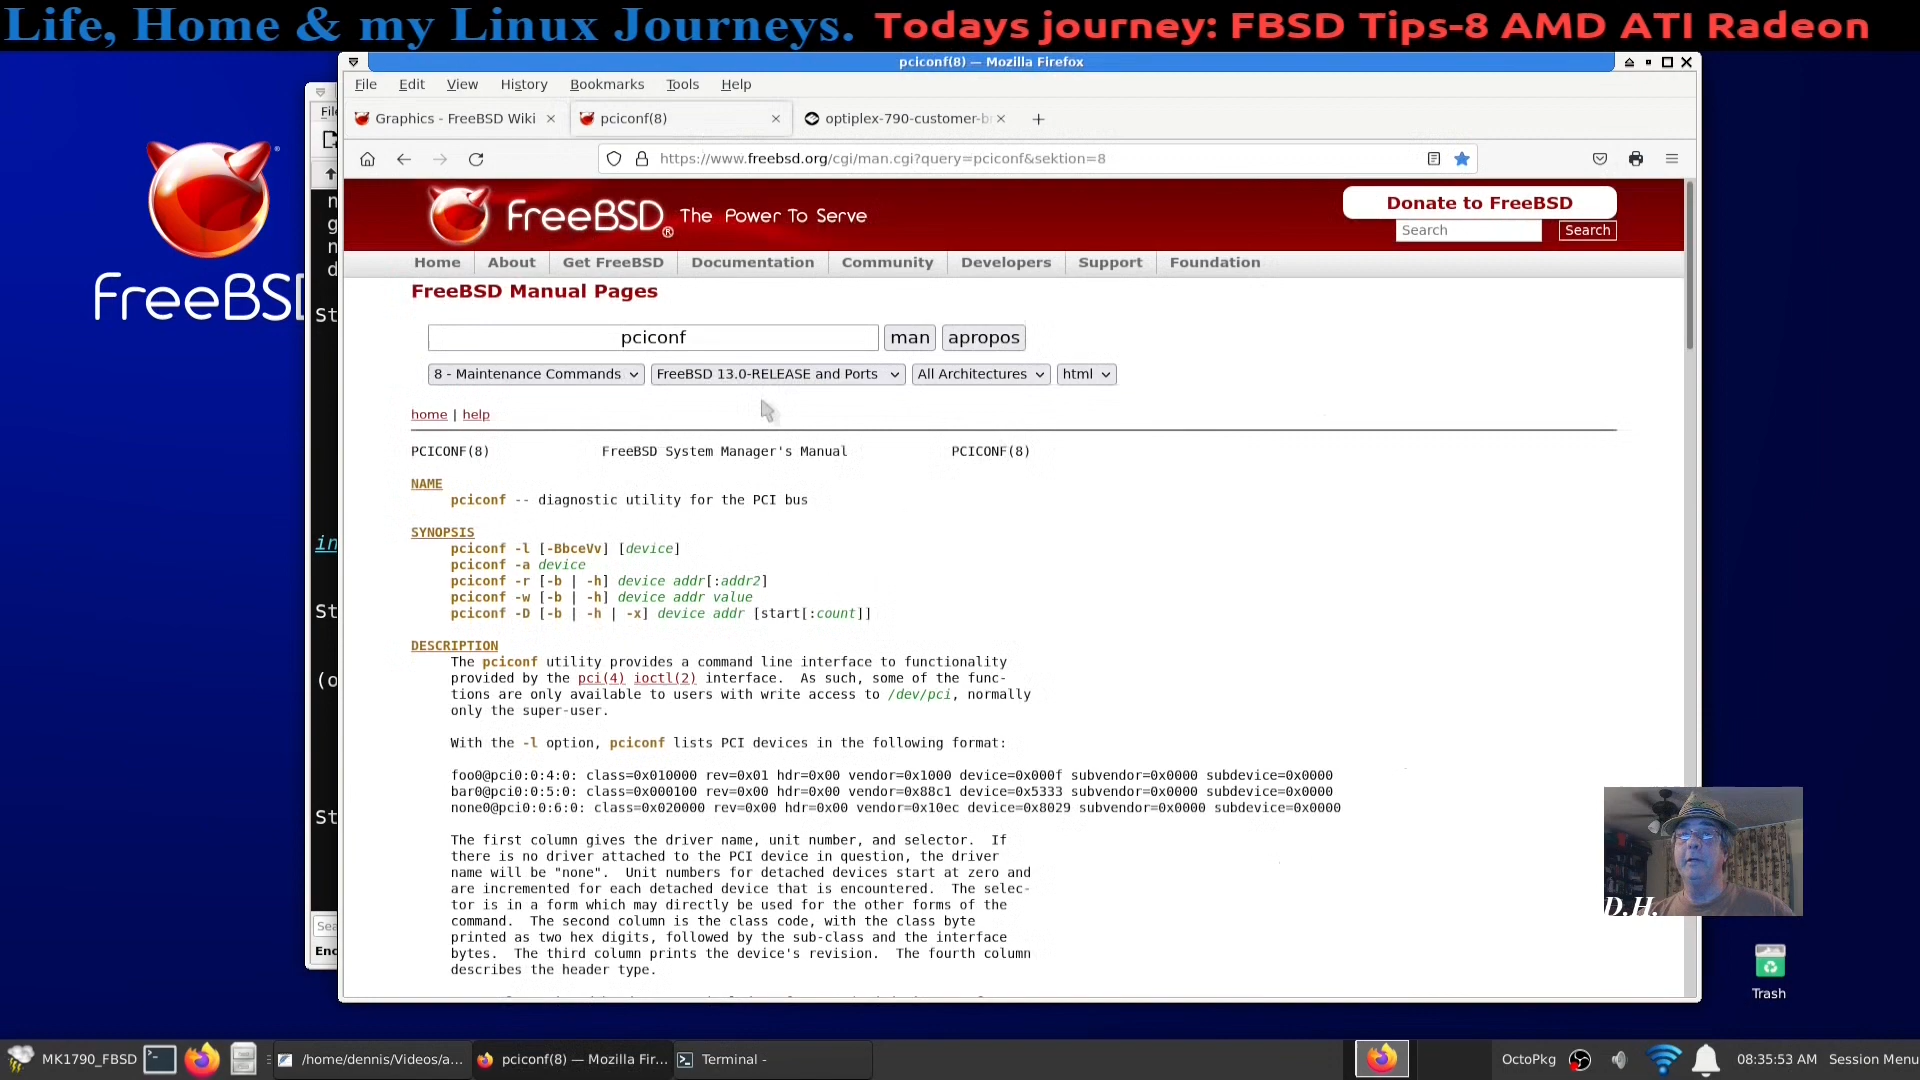 Life, Home & my Linux Journeys. Todays journey: FBSD Tips-8 AMD ATI Radeon
pciconf(8) — Mozilla Firefox
File Edit View History Bookmarks Tools Help
Graphics - FreeBSD Wiki
pciconf(8)
optiplex-790-customer-b
https://www.freebsd.org/cgi/man.cgi?query=pciconf&sektion=8
FreeBSD® The Power To Serve
Donate to FreeBSD
Search Search
Home About Get FreeBSD Documentation Community Developers Support Foundation
FreeBSD Manual Pages
pciconf man apropos
8 - Maintenance Commands FreeBSD 13.0-RELEASE and Ports All Architectures html
home | help
PCICONF(8) FreeBSD System Manager's Manual PCICONF(8)
NAME
pciconf -- diagnostic utility for the PCI bus
SYNOPSIS
pciconf -l [-BbceVv] [device]
pciconf -a device
pciconf -r [-b | -h] device addr[:addr2]
pciconf -w [-b | -h] device addr value
pciconf -D [-b | -h | -x] device addr [start[:count]]
DESCRIPTION
The pciconf utility provides a command line interface to functionality
provided by the pci(4) ioctl(2) interface. As such, some of the func-
tions are only available to users with write access to /dev/pci, normally
only the super-user.
With the -l option, pciconf lists PCI devices in the following format:
foo0@pci0:0:4:0: class=0x010000 rev=0x01 hdr=0x00 vendor=0x1000 device=0x000f subvendor=0x0000 subdevice=0x0000
bar0@pci0:0:5:0: class=0x000100 rev=0x00 hdr=0x00 vendor=0x88c1 device=0x5333 subvendor=0x0000 subdevice=0x0000
none0@pci0:0:6:0: class=0x020000 rev=0x00 hdr=0x00 vendor=0x10ec device=0x8029 subvendor=0x0000 subdevice=0x0000
The first column gives the driver name, unit number, and selector. If
there is no driver attached to the PCI device in question, the driver
name will be "none". Unit numbers for detached devices start at zero and
are incremented for each detached device that is encountered. The selec-
tor is in a form which may directly be used for the other forms of the
command. The second column is the class code, with the class byte
printed as two hex digits, followed by the sub-class and the interface
bytes. The third column prints the device's revision. The fourth column
describes the header type.
FreeBSD
File
St
in
St
(o
St
Sea
Enc
D.H.
Trash
MK1790_FBSD
/home/dennis/Videos/a...
pciconf(8) — Mozilla Fir...
Terminal -
OctoPkg
08:35:53 AM
Session Menu